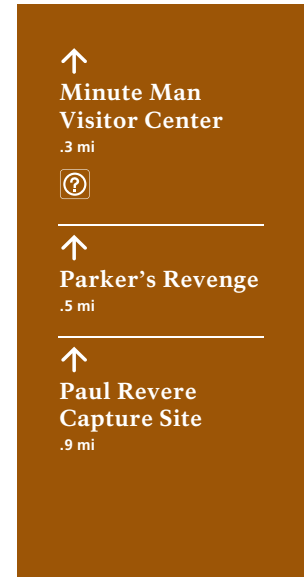 Minute Man
Visitor Center
.3 mi
?
Parker's Revenge
.5 mi
Paul Revere
Capture Site
.9 mi